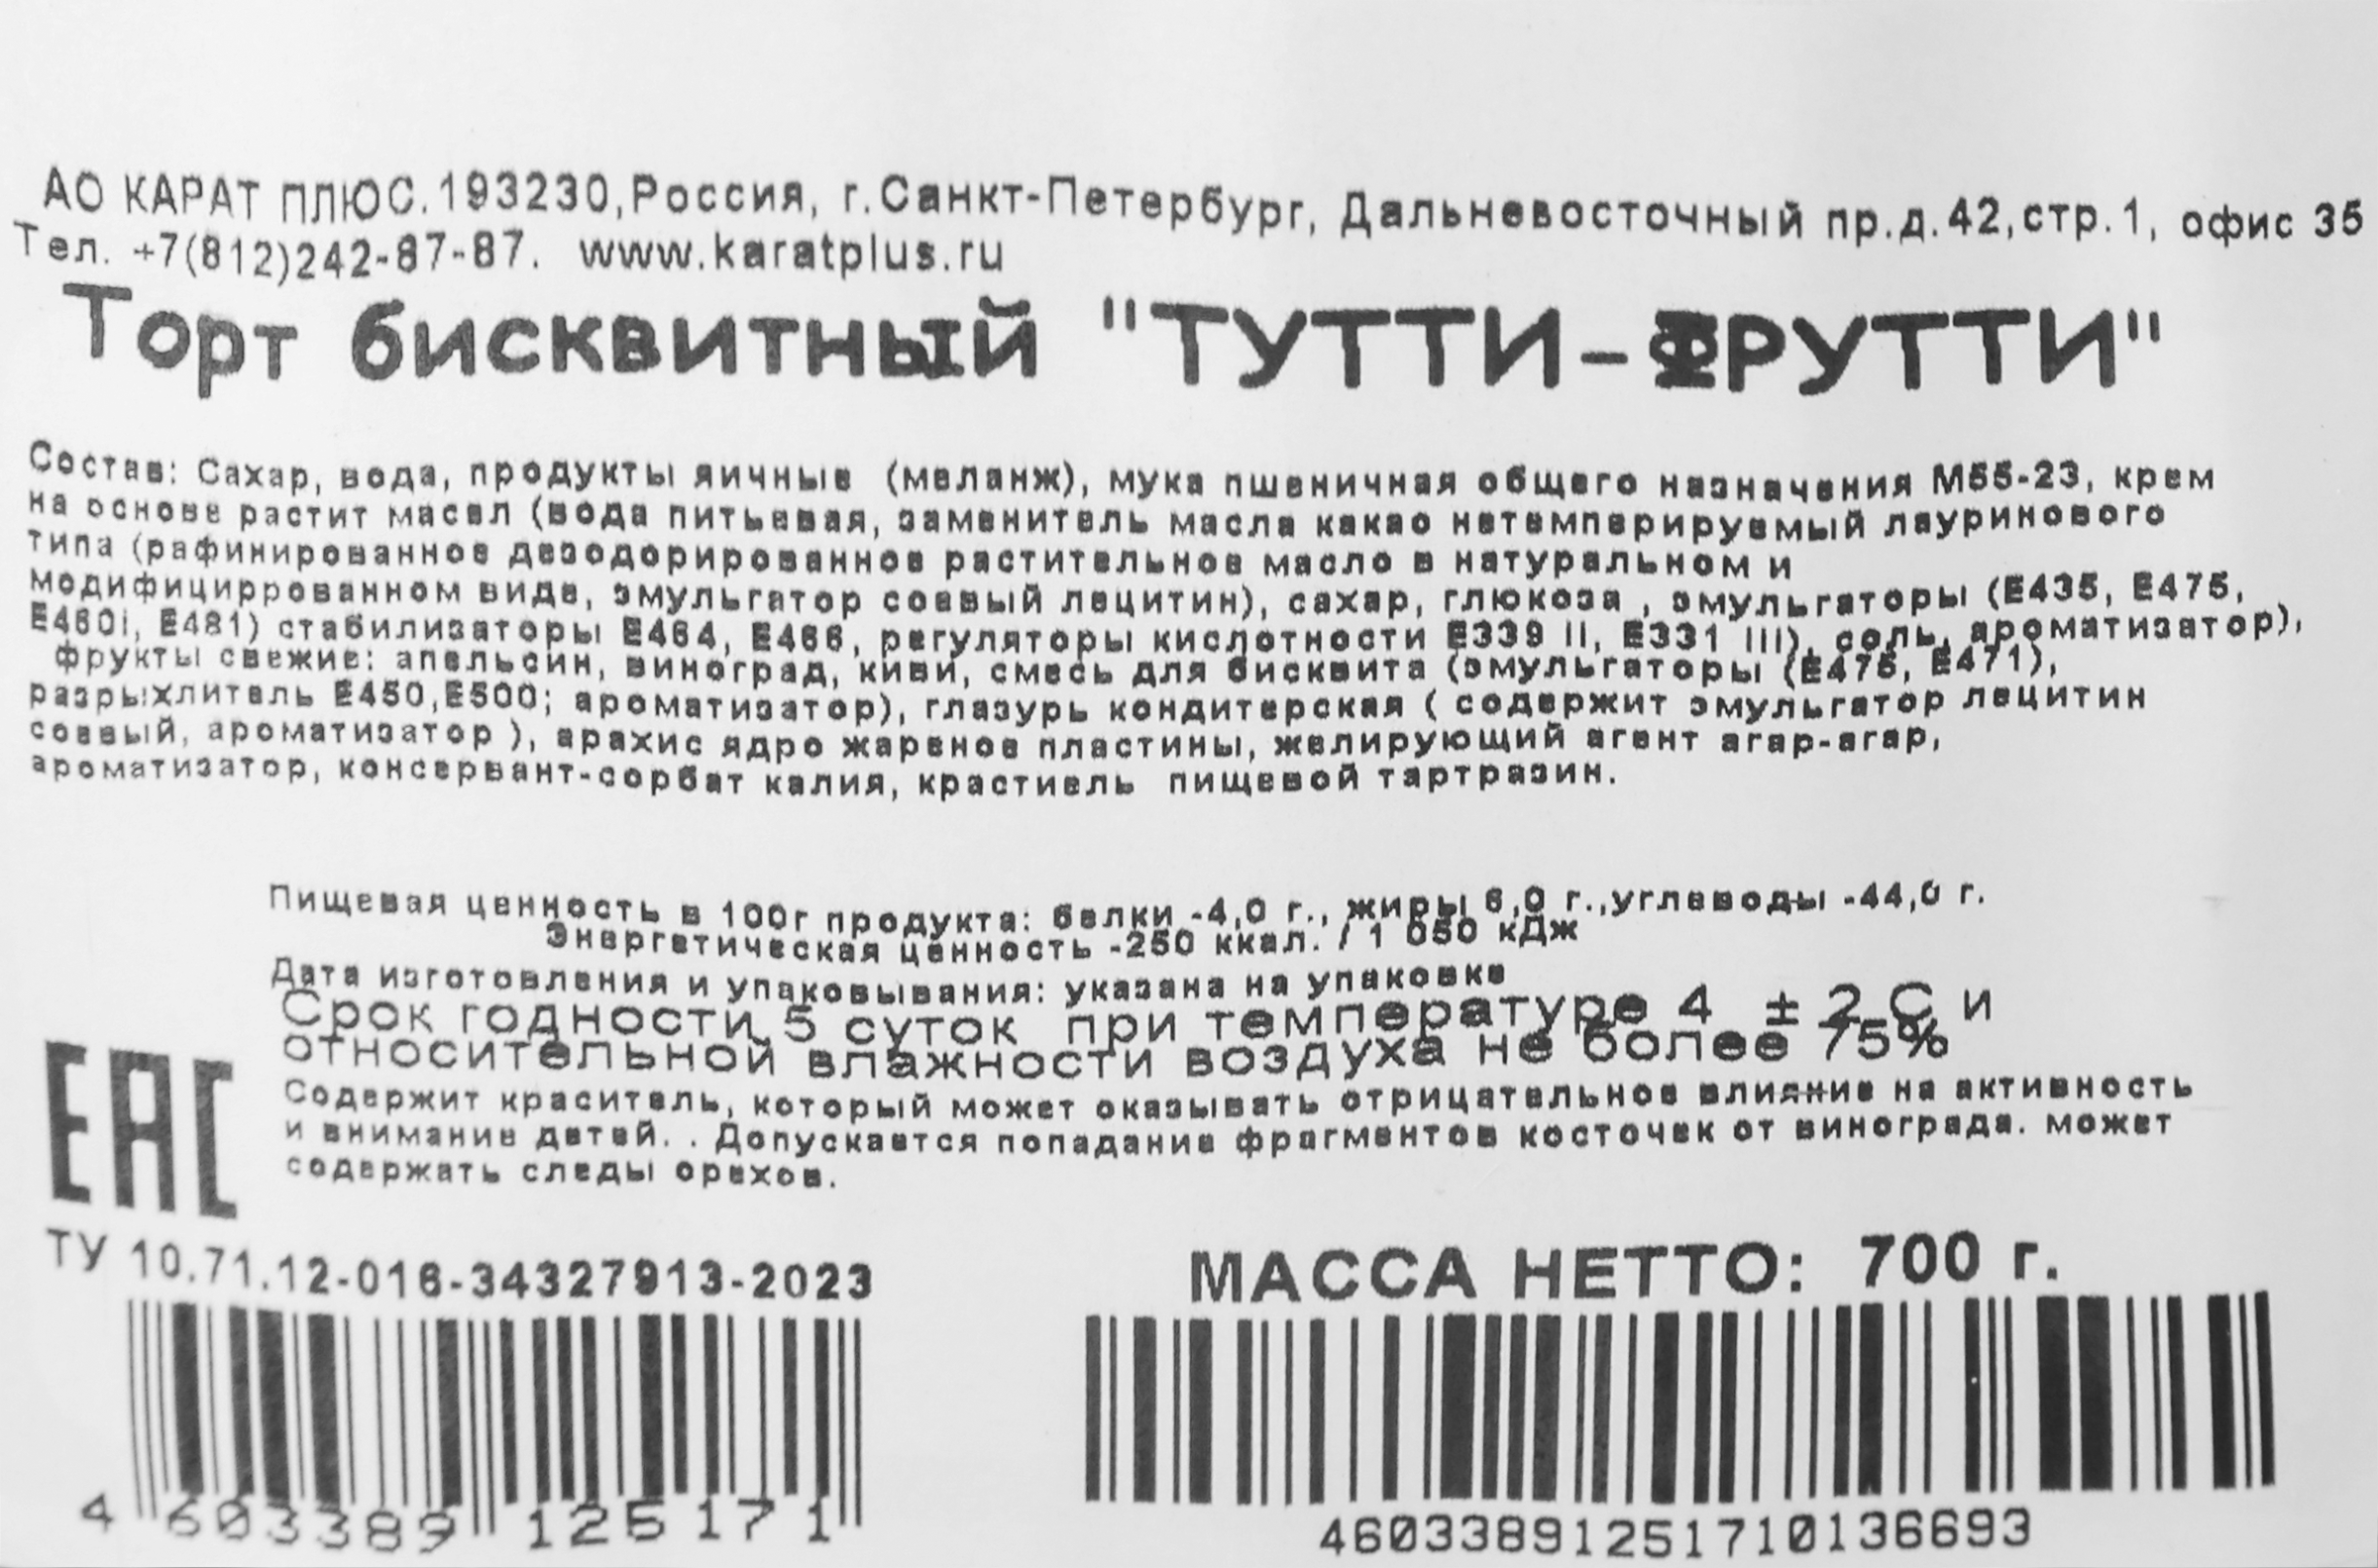 АО КАРАТ ПЛЮС.193230,Россия, г.Санкт-Петербург, Дальневосточный пр.д.42,стр.1, офис 35
Тел. +7(812)242-87-87. www.karatplus.ru
Торт бисквитный "ТУТТИ-ФРУТТИ"
Состав: Сахар, вода, продукты яичные (меланж), мука пшеничная общего назначения М55-23, крем
на основе растит масел (вода питьевая, заменитель масла какао нетемперируемый лауринового
типа (рафинированное дезодорированное растительное масло в натуральном и
модифициррованном виде, эмульгатор соевый лецитин), сахар, глюкоза , эмульгаторы (Е435, Е475,
Е460i, Е481) стабилизаторы Е464, Е466, регуляторы кислотности Е339 II, Е331 III), соль, ароматизатор),
фрукты свежие: апельсин, виноград, киви, смесь для бисквита (эмульгаторы (Е475, Е471),
разрыхлитель Е450,Е500; ароматизатор), глазурь кондитерская ( содержит эмульгатор лецитин
соевый, ароматизатор ), арахис ядро жареное пластины, желирующий агент агар-агар,
ароматизатор, консервант-сорбат калия, крастиель пищевой тартразин.
Пищевая ценность в 100г продукта: белки -4,0 г., жиры 6,0 г.,углеводы -44,0 г.
Энергетическая ценность -250 ккал. / 1 050 кДж
Дата изготовления и упаковывания: указана на упаковке
Срок годности 5 суток при температуре 4 ± 2 С и
относительной влажности воздуха не более 75%
Содержит краситель, который может оказывать отрицательное влияние на активность
и внимание детей. . Допускается попадание фрагментов косточек от винограда. может
содержать следы орехов.
ЕАС
ТУ 10.71.12-016-34327913-2023
МАССА НЕТТО: 700 г.
4 603389 125171
46033891251710136693